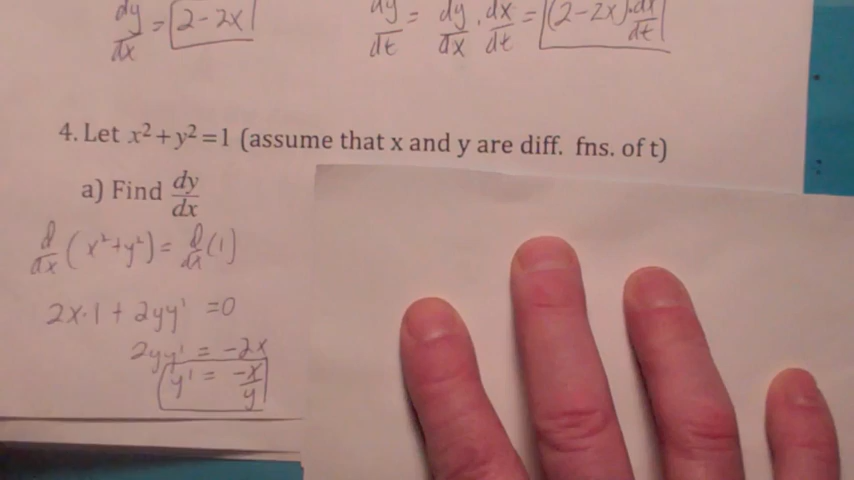 dy/dx = 2-2x
dy/dt = dy/dx · dx/dt = (2-2x)·dx/dt
4. Let x²+y²=1 (assume that x and y are diff. fns. of t)
a) Find dy/dx
d/dx (x²+y²) = d/dx (1)
2x·1 + 2yy' = 0
2yy' = -2x
y' = -x/y